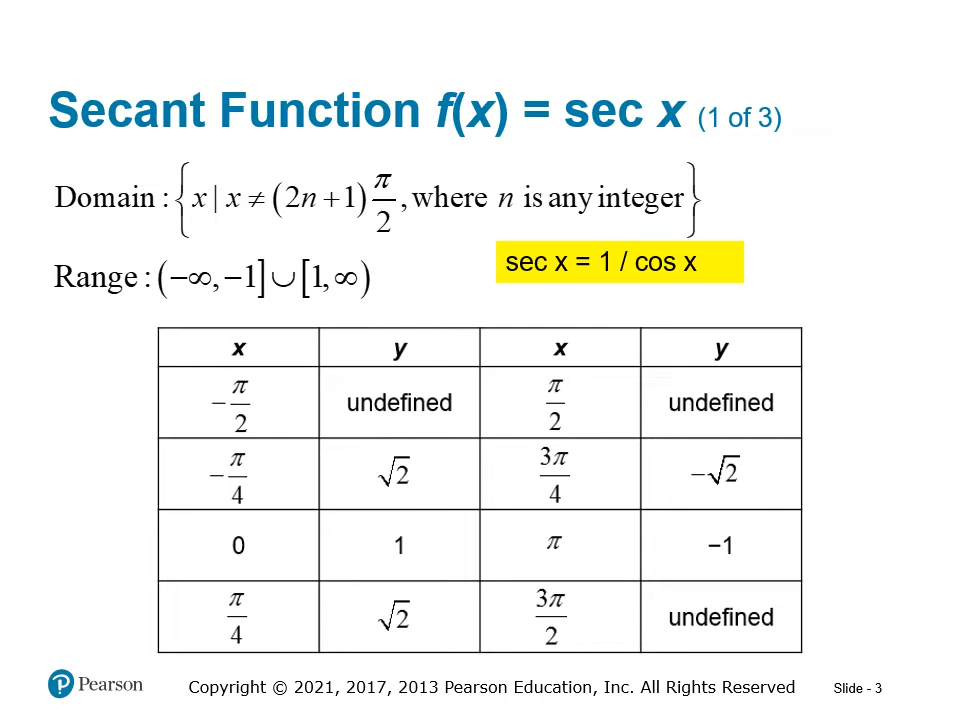 Secant Function f(x) = sec x (1 of 3)
Domain : { x | x ≠ (2n + 1) π/2 , where n is any integer }
Range : (−∞, −1] ∪ [1, ∞)
sec x = 1 / cos x
x y x y
−π/2 undefined π/2 undefined
−π/4 √2 3π/4 −√2
0 1 π −1
π/4 √2 3π/2 undefined
P Pearson
Copyright © 2021, 2017, 2013 Pearson Education, Inc. All Rights Reserved
Slide - 3